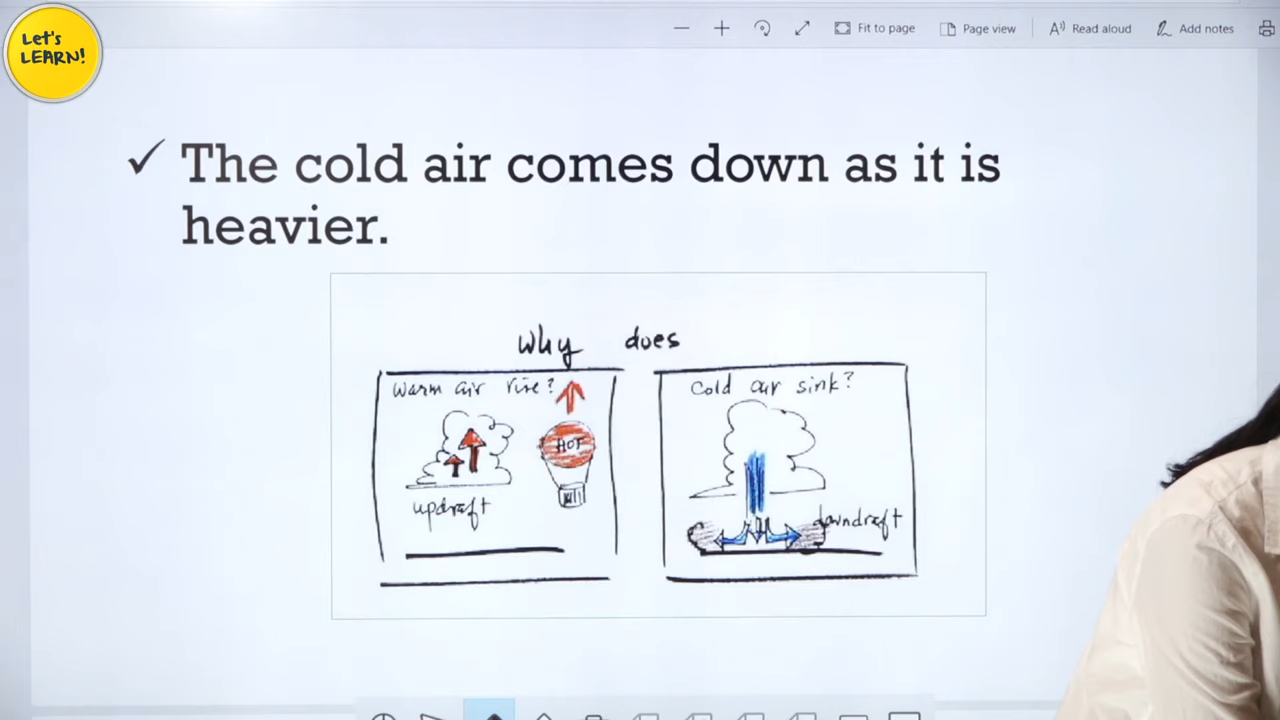 Let's
LEARN!
Fit to page
Page view
Read aloud
Add notes
✓ The cold air comes down as it is
heavier.
Why does
Warm air rise?
HOT
updraft
Cold air sink?
downdraft